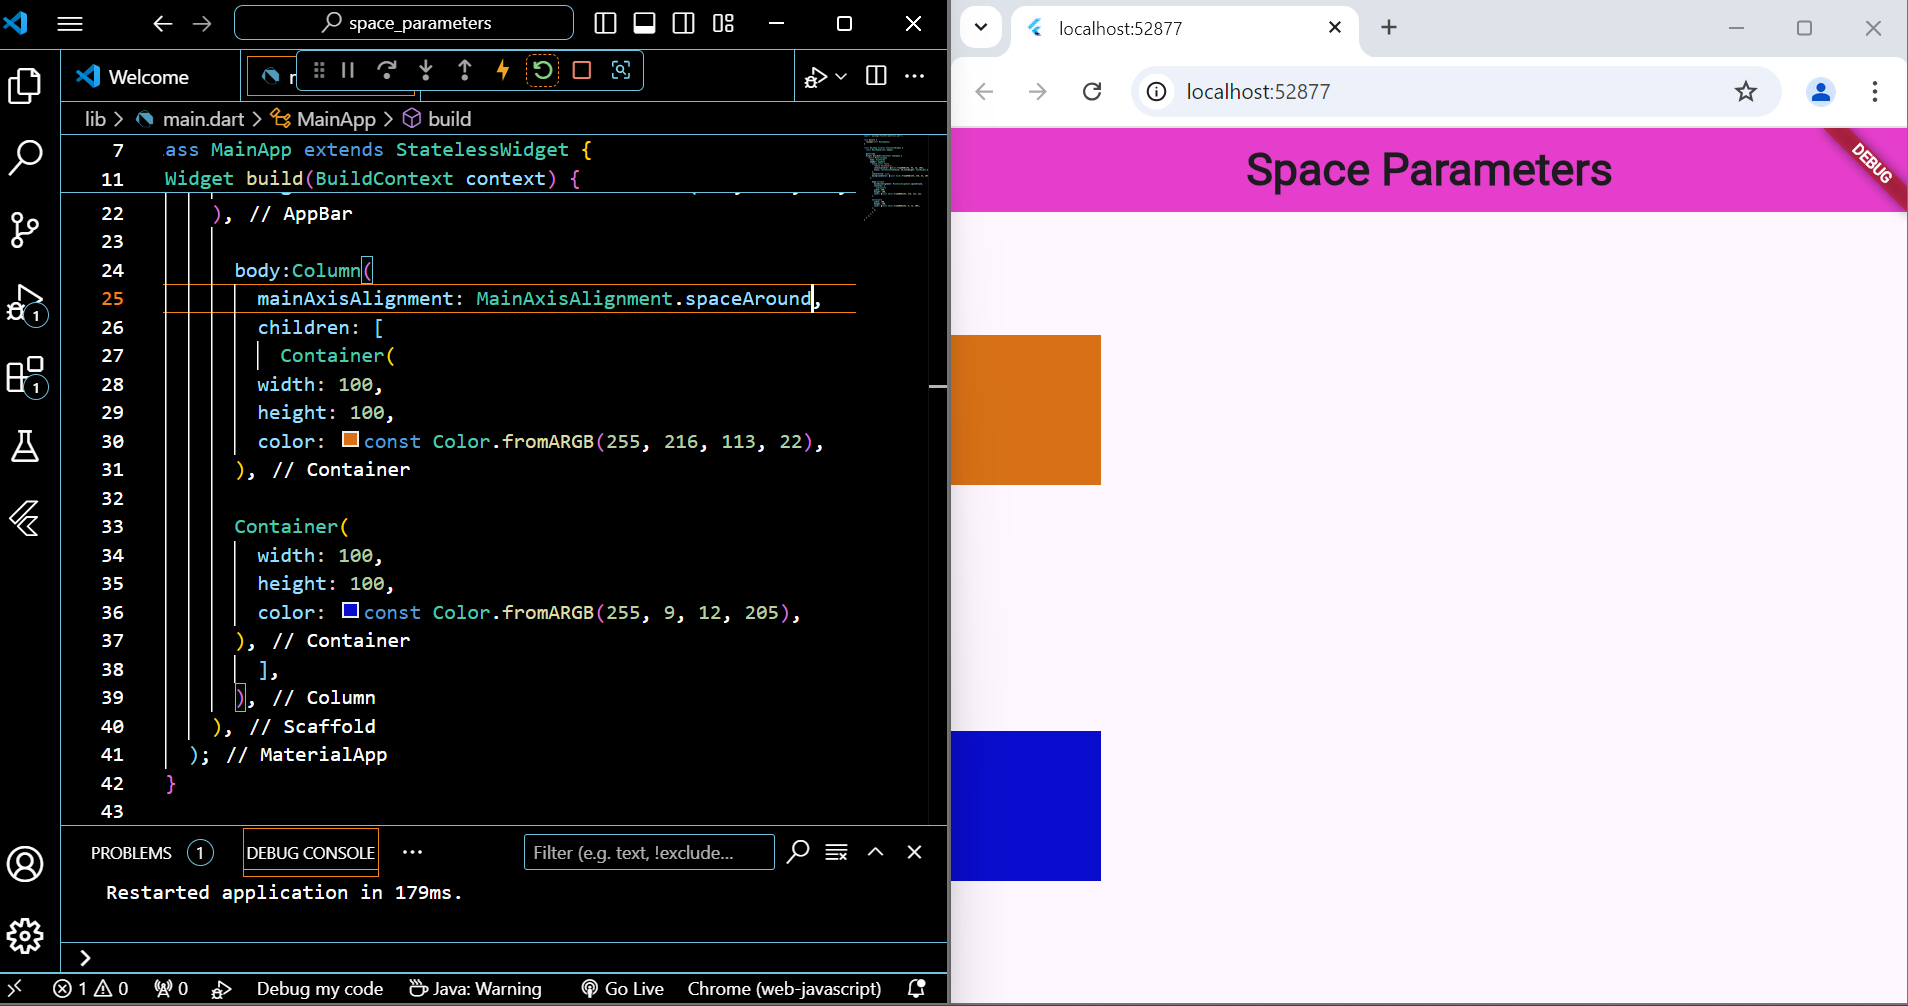 space_parameters
Welcome
lib > main.dart > MainApp > build
7 ass MainApp extends StatelessWidget {
11 Widget build(BuildContext context) {
22 ), // AppBar
23
24 body:Column(
25 mainAxisAlignment: MainAxisAlignment.spaceAround,
26 children: [
27 Container(
28 width: 100,
29 height: 100,
30 color: const Color.fromARGB(255, 216, 113, 22),
31 ), // Container
32
33 Container(
34 width: 100,
35 height: 100,
36 color: const Color.fromARGB(255, 9, 12, 205),
37 ), // Container
38 ],
39 ), // Column
40 ), // Scaffold
41 ); // MaterialApp
42 }
43
1
1
PROBLEMS 1 DEBUG CONSOLE ... Filter (e.g. text, !exclude...
Restarted application in 179ms.
>
1 0 0 Debug my code Java: Warning Go Live Chrome (web-javascript)
localhost:52877
localhost:52877
Space Parameters
DEBUG